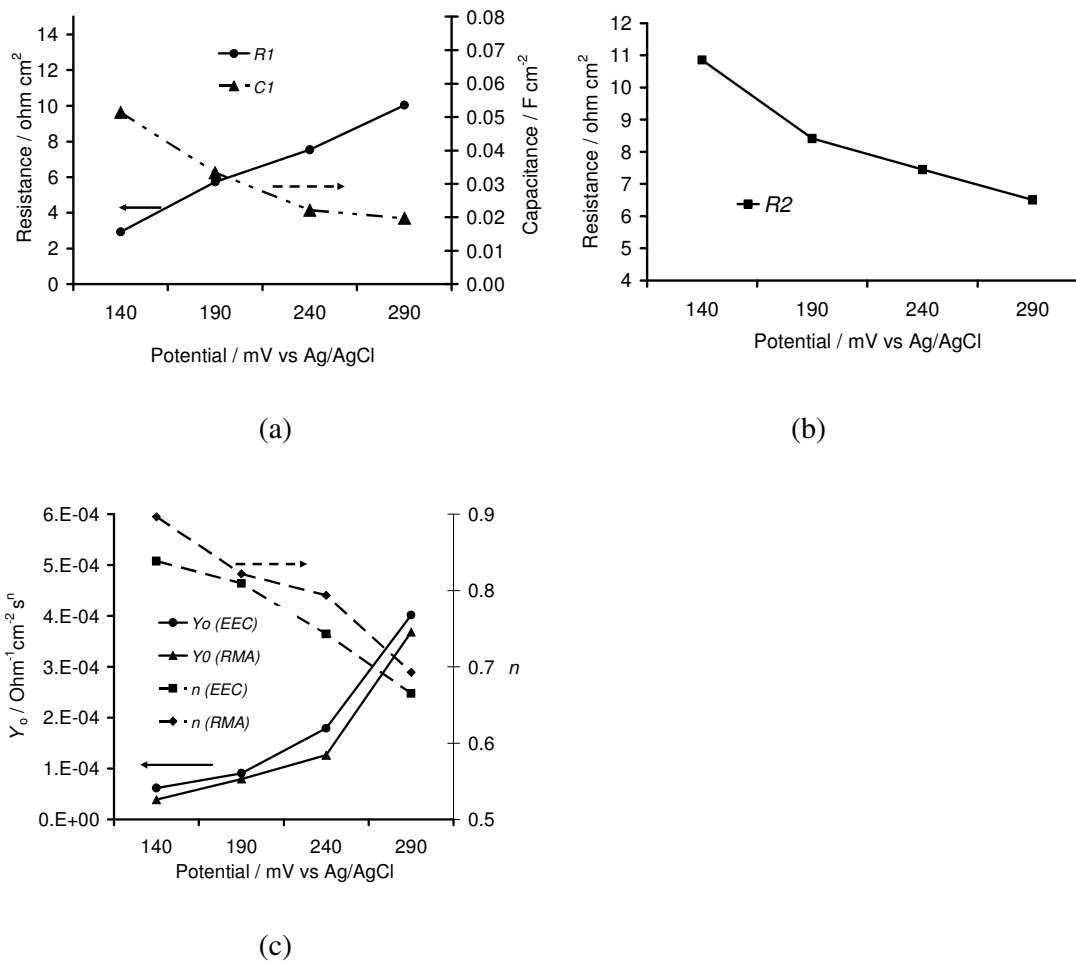 14
12
10
8
6
4
2
0
Resistance / ohm cm²
R1
C1
0.08
0.07
0.06
0.05
0.04
0.03
0.02
0.01
0.00
Capacitance / F cm⁻²
140 190 240 290
Potential / mV vs Ag/AgCl
(a)
12
11
10
9
8
7
6
5
4
Resistance / ohm cm²
R2
140 190 240 290
Potential / mV vs Ag/AgCl
(b)
6.E-04
5.E-04
4.E-04
3.E-04
2.E-04
1.E-04
0.E+00
Yₒ / Ohm⁻¹cm⁻² sⁿ
Yo (EEC)
Y0 (RMA)
n (EEC)
n (RMA)
0.9
0.8
0.7
0.6
0.5
n
140 190 240 290
Potential / mV vs Ag/AgCl
(c)